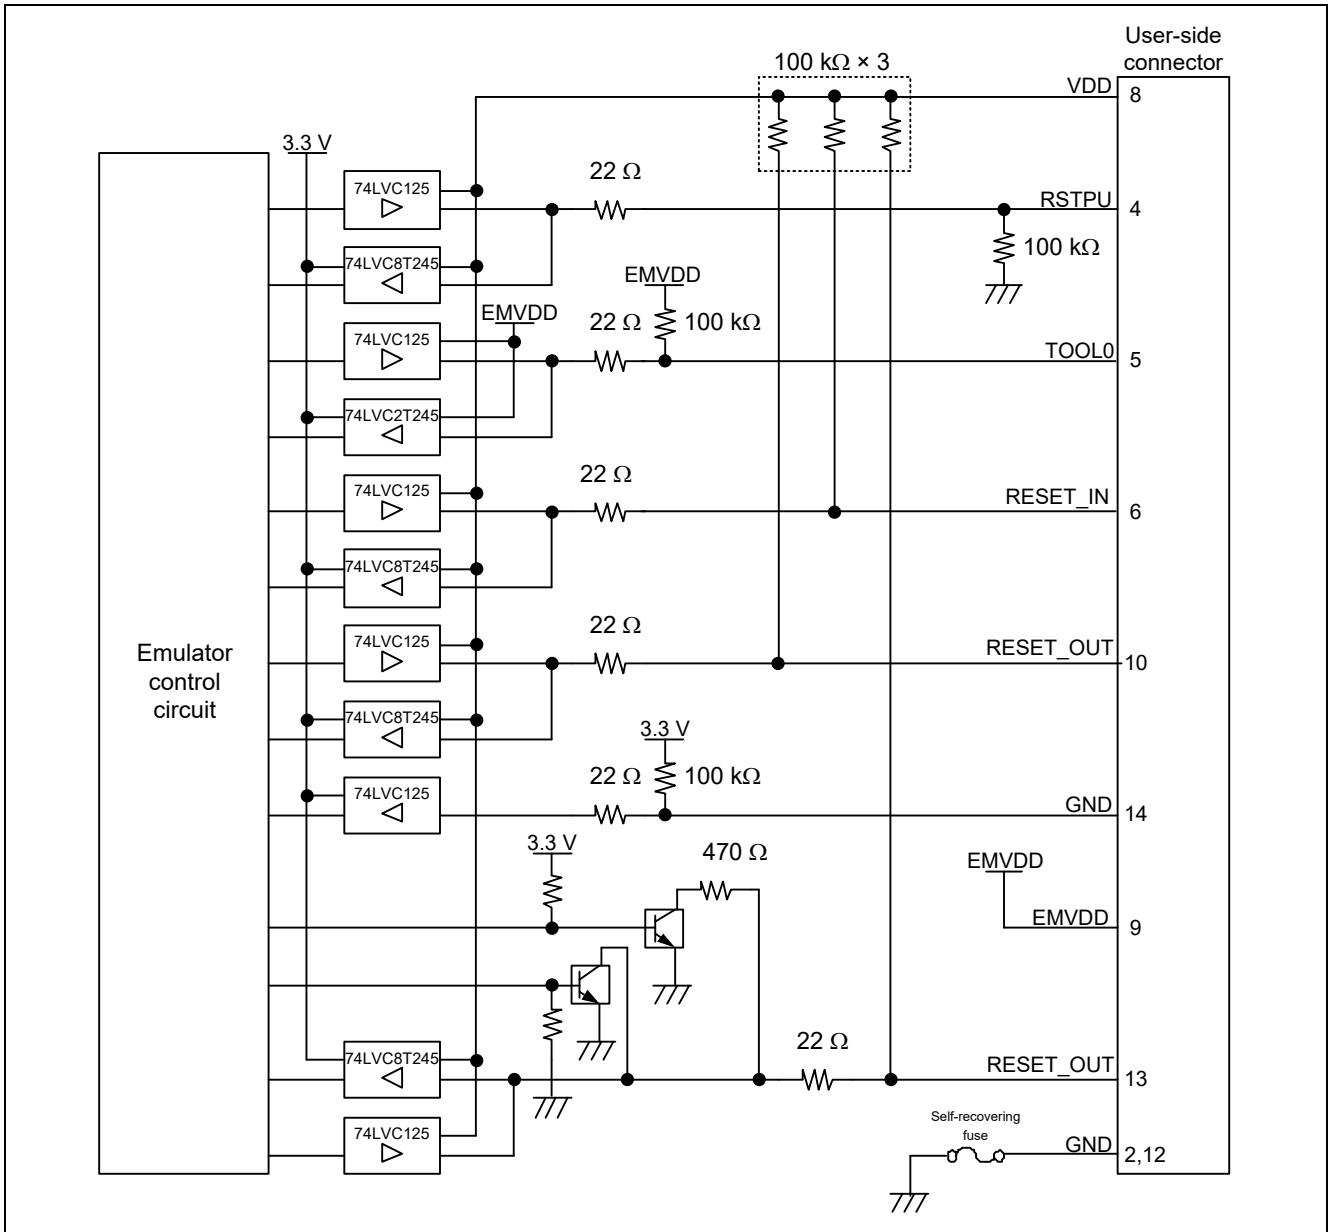 User-side
connector
100 kΩ × 3
VDD
8
3.3 V
22 Ω
74LVC125
RSTPU
4
100 kΩ
74LVC8T245
EMVDD
EMVDD
22 Ω
100 kΩ
74LVC125
TOOL0
5
74LVC2T245
22 Ω
74LVC125
RESET_IN
6
74LVC8T245
22 Ω
74LVC125
RESET_OUT
10
Emulator
control
circuit
74LVC8T245
3.3 V
22 Ω
100 kΩ
74LVC125
GND
14
3.3 V
470 Ω
EMVDD
EMVDD
9
22 Ω
74LVC8T245
RESET_OUT
13
Self-recovering
fuse
74LVC125
GND
2,12